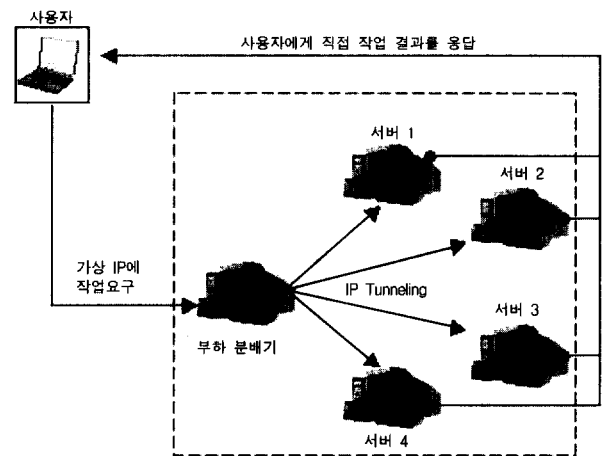 사용자
사용자에게 직접 작업 결과를 응답
서버 1
서버 2
가상 IP에
작업요구
IP Tunneling
서버 3
부하 분배기
서버 4